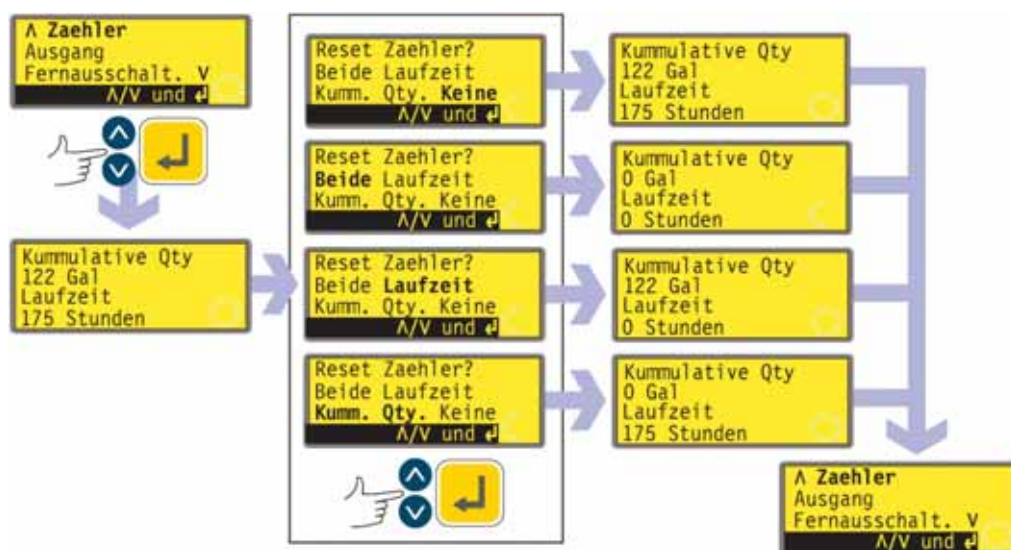 Λ Zaehler
Ausgang
Fernausschalt. V
Λ/V und ↲
Kummulative Qty
122 Gal
Laufzeit
175 Stunden
Reset Zaehler?
Beide Laufzeit
Kumm. Qty. Keine
Λ/V und ↲
Kummulative Qty
122 Gal
Laufzeit
175 Stunden
Reset Zaehler?
Beide Laufzeit
Kumm. Qty. Keine
Λ/V und ↲
Kummulative Qty
0 Gal
Laufzeit
0 Stunden
Reset Zaehler?
Beide Laufzeit
Kumm. Qty. Keine
Λ/V und ↲
Kummulative Qty
122 Gal
Laufzeit
0 Stunden
Reset Zaehler?
Beide Laufzeit
Kumm. Qty. Keine
Λ/V und ↲
Kummulative Qty
0 Gal
Laufzeit
175 Stunden
Λ Zaehler
Ausgang
Fernausschalt. V
Λ/V und ↲